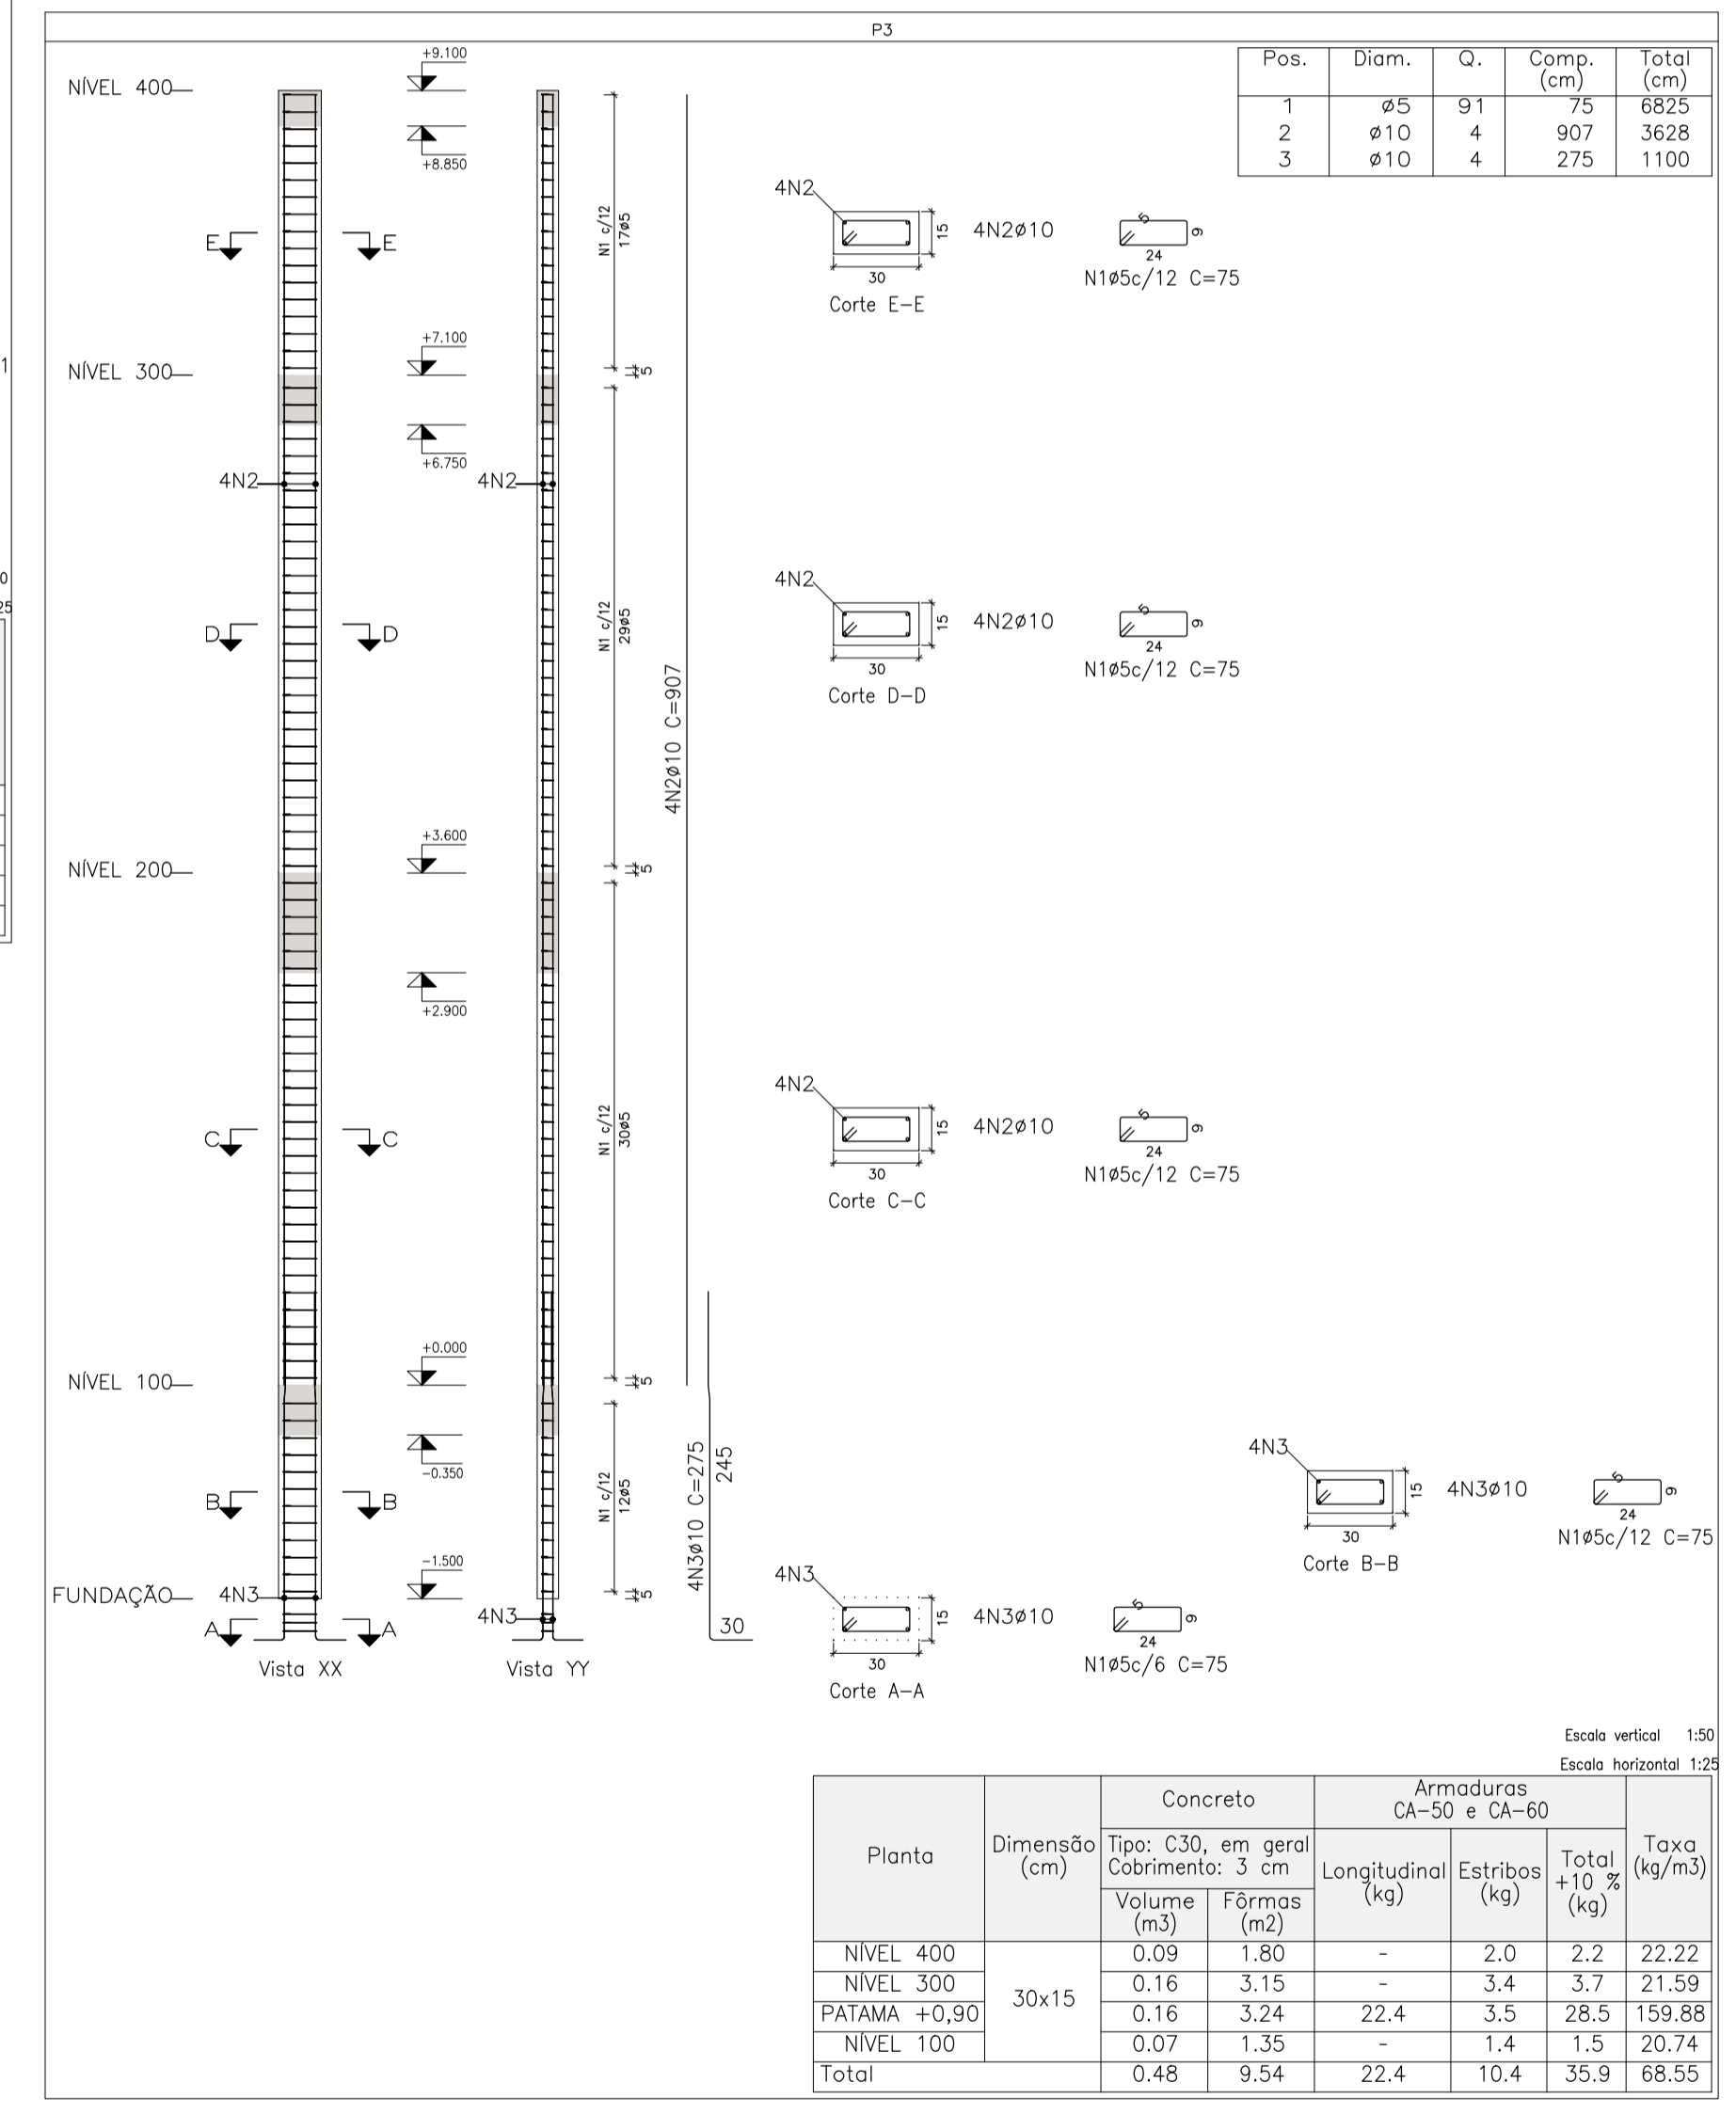 P3
Pos. Diam. Q. Comp. (cm) Total (cm)
1 ø5 91 75 6825
2 ø10 4 907 3628
3 ø10 4 275 1100
NÍVEL 400
+9.100
+8.850
E E
N1 c/12
17ø5
4N2
15
30
4N2ø10
5
9
24
N1ø5c/12 C=75
Corte E-E
NÍVEL 300
+7.100
5
+6.750
4N2
4N2
1
0
25
D D
N1 c/12
29ø5
4N2ø10 C=907
4N2
15
30
4N2ø10
5
9
24
N1ø5c/12 C=75
Corte D-D
NÍVEL 200
+3.600
5
+2.900
C C
N1 c/12
30ø5
4N2
15
30
4N2ø10
5
9
24
N1ø5c/12 C=75
Corte C-C
NÍVEL 100
+0.000
5
-0.350
B B
N1 c/12
12ø5
4N3ø10 C=275
245
30
4N3
15
30
4N3ø10
5
9
24
N1ø5c/12 C=75
Corte B-B
FUNDAÇÃO
4N3
-1.500
5
4N3
A A
4N3
15
30
4N3ø10
5
9
24
N1ø5c/6 C=75
Corte A-A
Vista XX
Vista YY
Escala vertical 1:50
Escala horizontal 1:25
Planta
Dimensão (cm)
Concreto
Tipo: C30, em geral
Cobrimento: 3 cm
Volume (m3)
Fôrmas (m2)
Armaduras
CA-50 e CA-60
Longitudinal (kg)
Estribos (kg)
Total +10 % (kg)
Taxa (kg/m3)
NÍVEL 400 30x15 0.09 1.80 - 2.0 2.2 22.22
NÍVEL 300 0.16 3.15 - 3.4 3.7 21.59
PATAMA +0,90 0.16 3.24 22.4 3.5 28.5 159.88
NÍVEL 100 0.07 1.35 - 1.4 1.5 20.74
Total 0.48 9.54 22.4 10.4 35.9 68.55